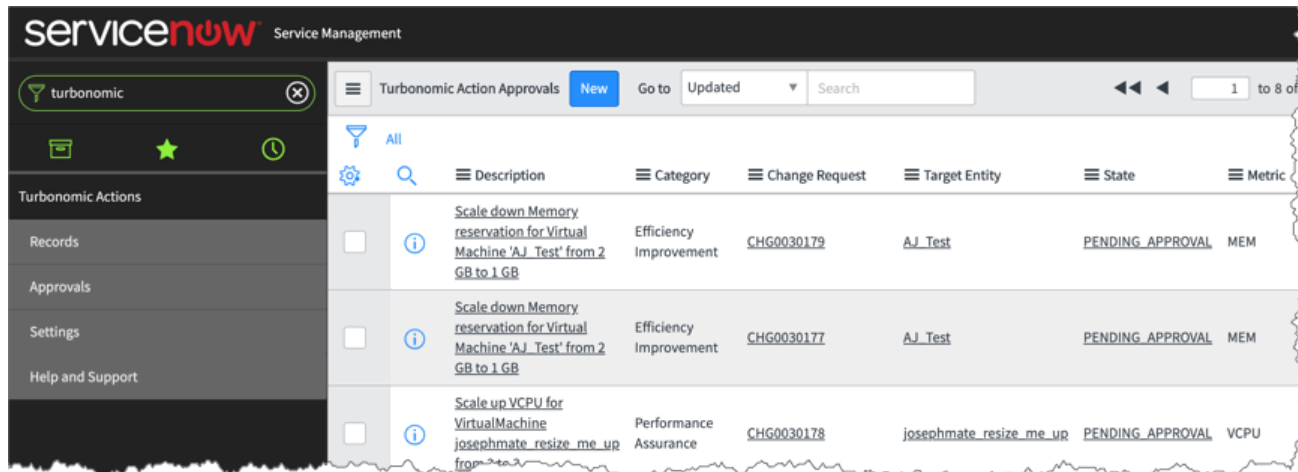 servicenow Service Management
turbonomic
Turbonomic Actions
Records
Approvals
Settings
Help and Support
Turbonomic Action Approvals New Go to Updated Search 1 to 8 of
All
Description Category Change Request Target Entity State Metric
Scale down Memory
reservation for Virtual
Machine 'AJ_Test' from 2
GB to 1 GB
Efficiency
Improvement
CHG0030179
AJ_Test
PENDING_APPROVAL
MEM
Scale down Memory
reservation for Virtual
Machine 'AJ_Test' from 2
GB to 1 GB
Efficiency
Improvement
CHG0030177
AJ_Test
PENDING_APPROVAL
MEM
Scale up VCPU for
VirtualMachine
josephmate_resize_me_up
from 2 to 3
Performance
Assurance
CHG0030178
josephmate_resize_me_up
PENDING_APPROVAL
VCPU